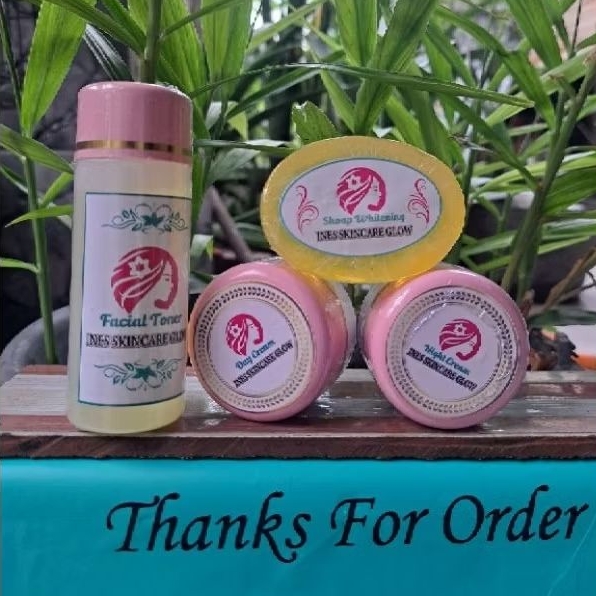 Facial Toner
INES SKINCARE GLOW
Shoap Whitening
INES SKINCARE GLOW
Day Cream
INES SKINCARE GLOW
Night Cream
INES SKINCARE GLOW
Thanks For Order